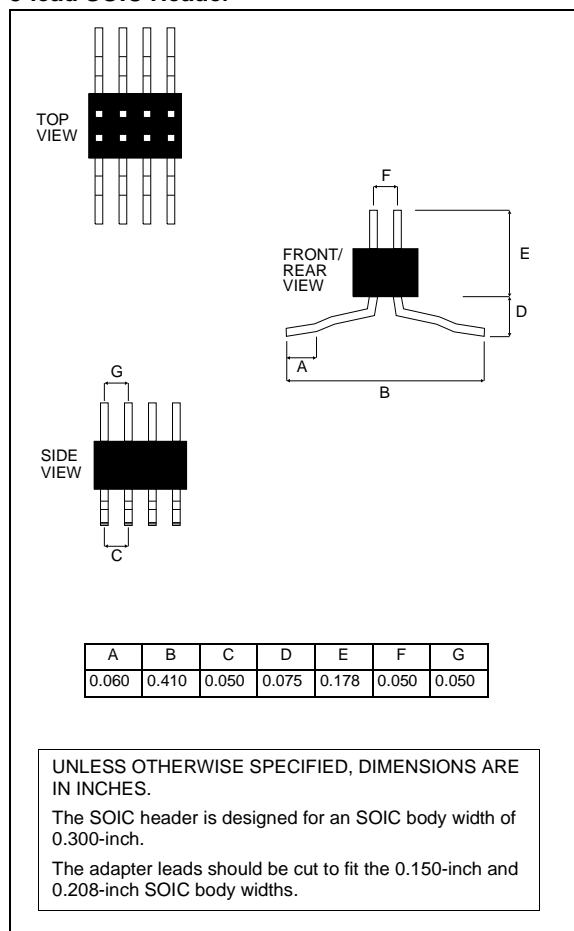 TOP
VIEW
F
E
FRONT/
REAR
VIEW
D
A
B
G
SIDE
VIEW
C
A B C D E F G
0.060 0.410 0.050 0.075 0.178 0.050 0.050
UNLESS OTHERWISE SPECIFIED, DIMENSIONS ARE
IN INCHES.
The SOIC header is designed for an SOIC body width of
0.300-inch.
The adapter leads should be cut to fit the 0.150-inch and
0.208-inch SOIC body widths.